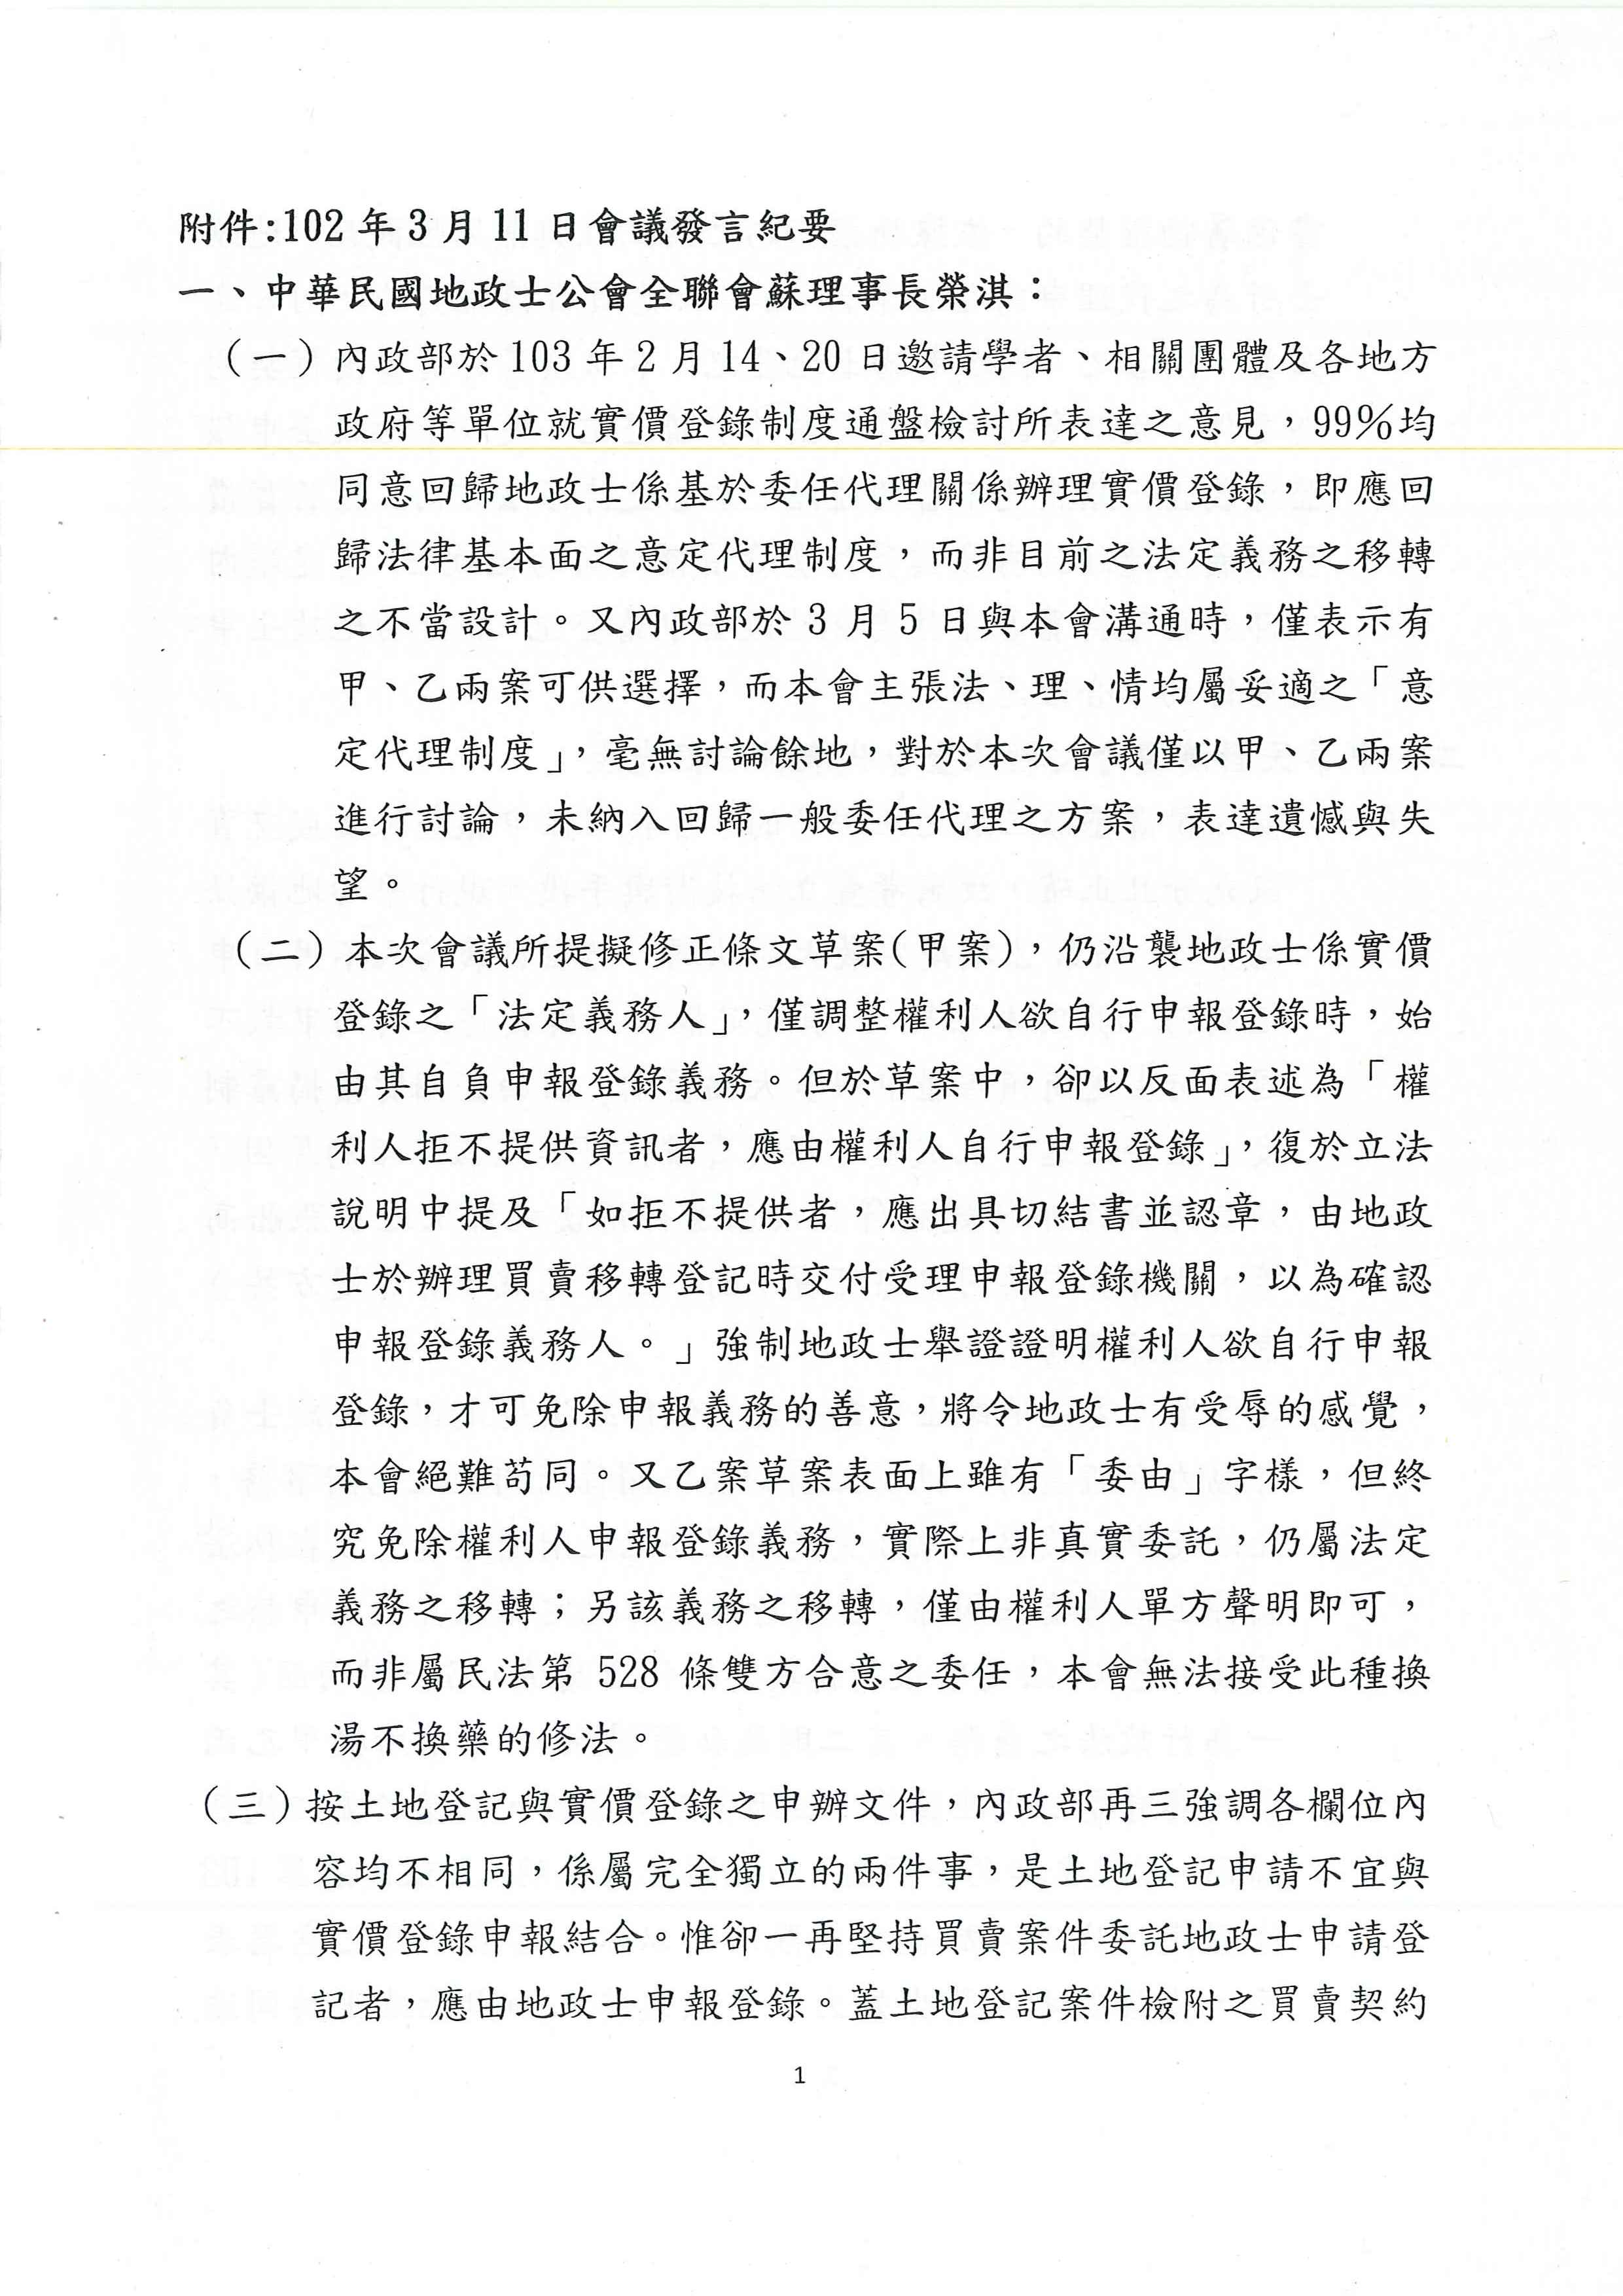 附件:102年3月11日會議發言紀要
一、中華民國地政士公會全聯會蘇理事長榮淇：
（一）內政部於103年2月14、20日邀請學者、相關團體及各地方
政府等單位就實價登錄制度通盤檢討所表達之意見，99%均
同意回歸地政士係基於委任代理關係辦理實價登錄，即應回
歸法律基本面之意定代理制度，而非目前之法定義務之移轉
之不當設計。又內政部於3月5日與本會溝通時，僅表示有
甲、乙兩案可供選擇，而本會主張法、理、情均屬妥適之「意
定代理制度」，毫無討論餘地，對於本次會議僅以甲、乙兩案
進行討論，未納入回歸一般委任代理之方案，表達遺憾與失
望。
（二）本次會議所提擬修正條文草案(甲案)，仍沿襲地政士係實價
登錄之「法定義務人」，僅調整權利人欲自行申報登錄時，始
由其自負申報登錄義務。但於草案中，卻以反面表述為「權
利人拒不提供資訊者，應由權利人自行申報登錄」，復於立法
說明中提及「如拒不提供者，應出具切結書並認章，由地政
士於辦理買賣移轉登記時交付受理申報登錄機關，以為確認
申報登錄義務人。」強制地政士舉證證明權利人欲自行申報
登錄，才可免除申報義務的善意，將令地政士有受辱的感覺，
本會絕難苟同。又乙案草案表面上雖有「委由」字樣，但終
究免除權利人申報登錄義務，實際上非真實委託，仍屬法定
義務之移轉；另該義務之移轉，僅由權利人單方聲明即可，
而非屬民法第528條雙方合意之委任，本會無法接受此種換
湯不換藥的修法。
（三）按土地登記與實價登錄之申辦文件，內政部再三強調各欄位內
容均不相同，係屬完全獨立的兩件事，是土地登記申請不宜與
實價登錄申報結合。惟卻一再堅持買賣案件委託地政士申請登
記者，應由地政士申報登錄。蓋土地登記案件檢附之買賣契約
1